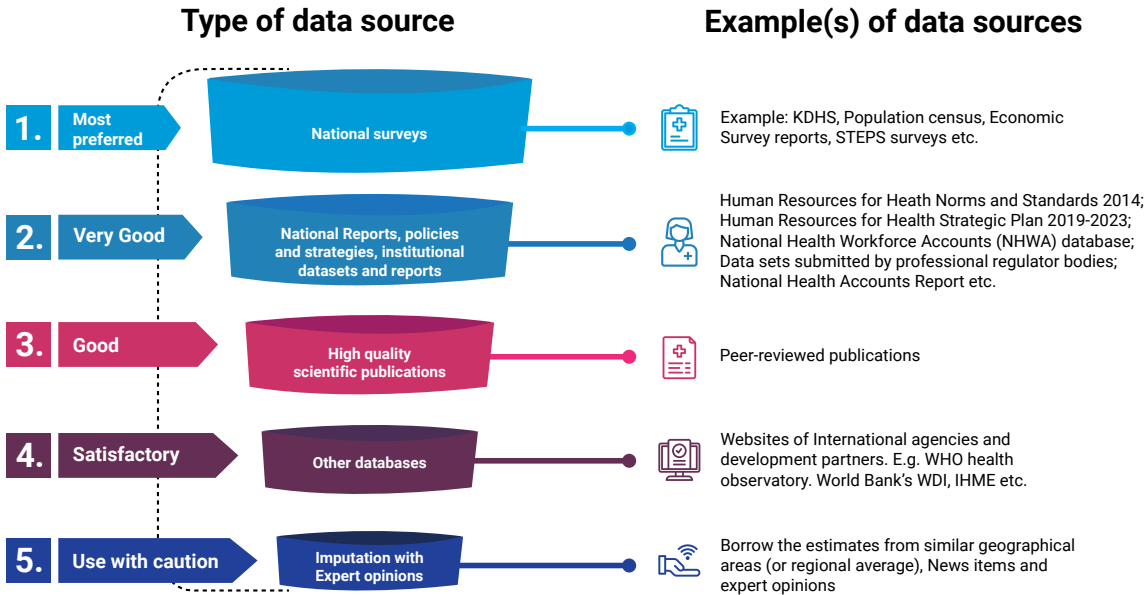 Type of data source
Example(s) of data sources
1.
Most
preferred
National surveys
Example: KDHS, Population census, Economic
Survey reports, STEPS surveys etc.
2.
Very Good
National Reports, policies
and strategies, institutional
datasets and reports
Human Resources for Heath Norms and Standards 2014;
Human Resources for Health Strategic Plan 2019-2023;
National Health Workforce Accounts (NHWA) database;
Data sets submitted by professional regulator bodies;
National Health Accounts Report etc.
3.
Good
High quality
scientific publications
Peer-reviewed publications
4.
Satisfactory
Other databases
Websites of International agencies and
development partners. E.g. WHO health
observatory. World Bank's WDI, IHME etc.
5.
Use with caution
Imputation with
Expert opinions
Borrow the estimates from similar geographical
areas (or regional average), News items and
expert opinions